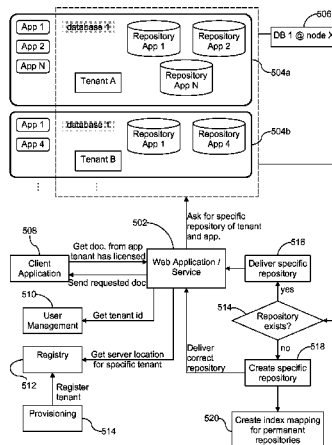 506
App 1
App 2
App N
database 1
Repository
App 1
Repository
App 2
Repository
App N
Tenant A
DB 1 @ node X
504a
App 1
App 4
database 1
Repository
App 1
Repository
App 4
Tenant B
504b
Ask for specific
repository of tenant
and app.
502
Web Application /
Service
508
Client
Application
Get doc. from app
tenant has licensed
Send requested doc
510
User
Management
Get tenant id
Registry
512
Get server location
for specific tenant
Register
tenant
Provisioning
514
Deliver
correct
repository
516
Deliver specific
repository
yes
514
Repository
exists?
no
518
Create specific
repository
520
Create index mapping
for permanent
repositories